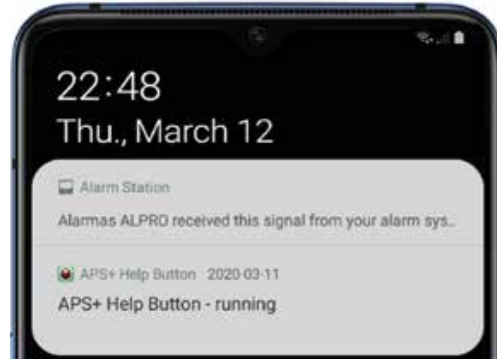 22:48
Thu., March 12
Alarm Station
Alarmas ALPRO received this signal from your alarm sys..
APS+ Help Button 2020-03-11
APS+ Help Button - running